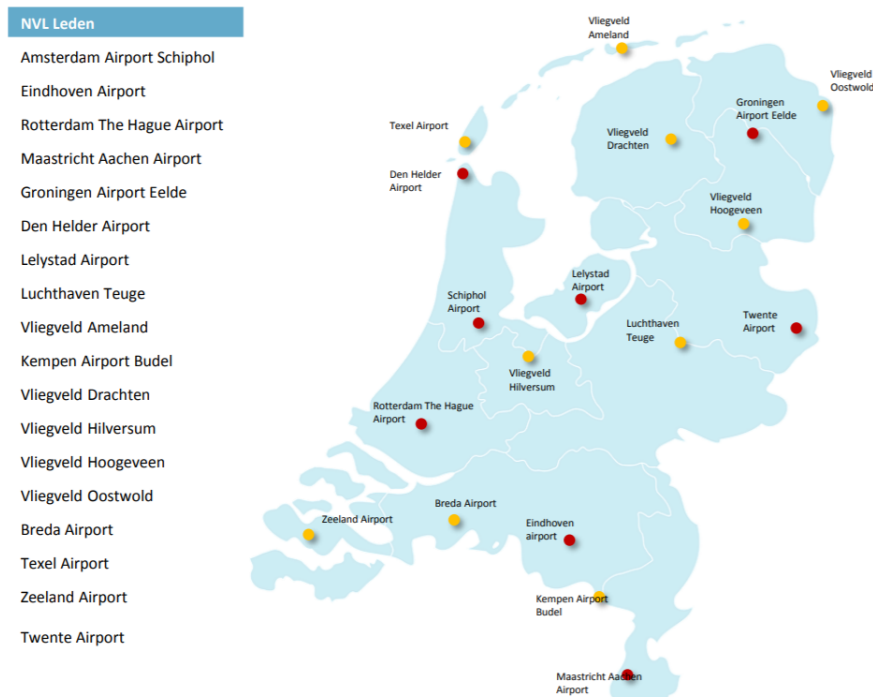 NVL Leden
Amsterdam Airport Schiphol
Eindhoven Airport
Rotterdam The Hague Airport
Maastricht Aachen Airport
Groningen Airport Eelde
Den Helder Airport
Lelystad Airport
Luchthaven Teuge
Vliegveld Ameland
Kempen Airport Budel
Vliegveld Drachten
Vliegveld Hilversum
Vliegveld Hoogeveen
Vliegveld Oostwold
Breda Airport
Texel Airport
Zeeland Airport
Twente Airport
Vliegveld
Ameland
Vliegveld
Oostwold
Groningen
Airport Eelde
Texel Airport
Vliegveld
Drachten
Den Helder
Airport
Vliegveld
Hoogeveen
Lelystad
Airport
Schiphol
Airport
Luchthaven
Teuge
Twente
Airport
Vliegveld
Hilversum
Rotterdam The Hague
Airport
Zeeland Airport
Breda Airport
Eindhoven
airport
Kempen Airport
Budel
Maastricht Aachen
Airport